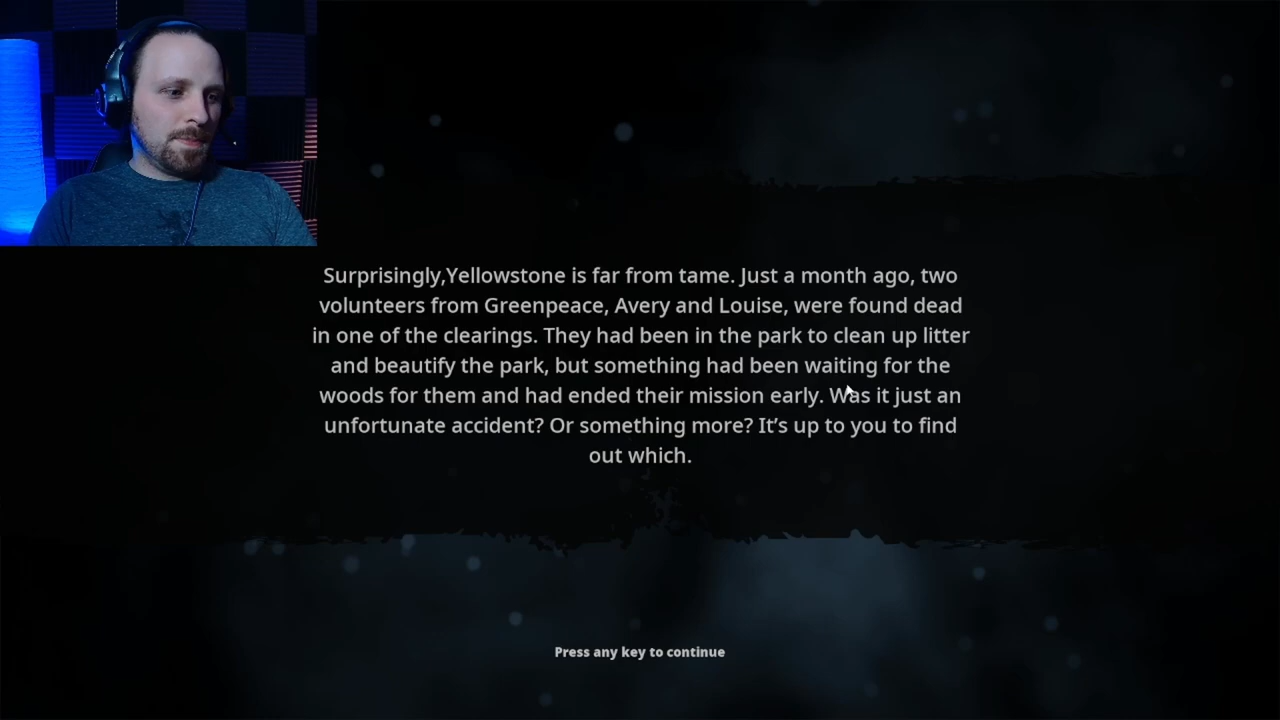 Surprisingly,Yellowstone is far from tame. Just a month ago, two
volunteers from Greenpeace, Avery and Louise, were found dead
in one of the clearings. They had been in the park to clean up litter
and beautify the park, but something had been waiting for the
woods for them and had ended their mission early. Was it just an
unfortunate accident? Or something more? It’s up to you to find
out which.
Press any key to continue